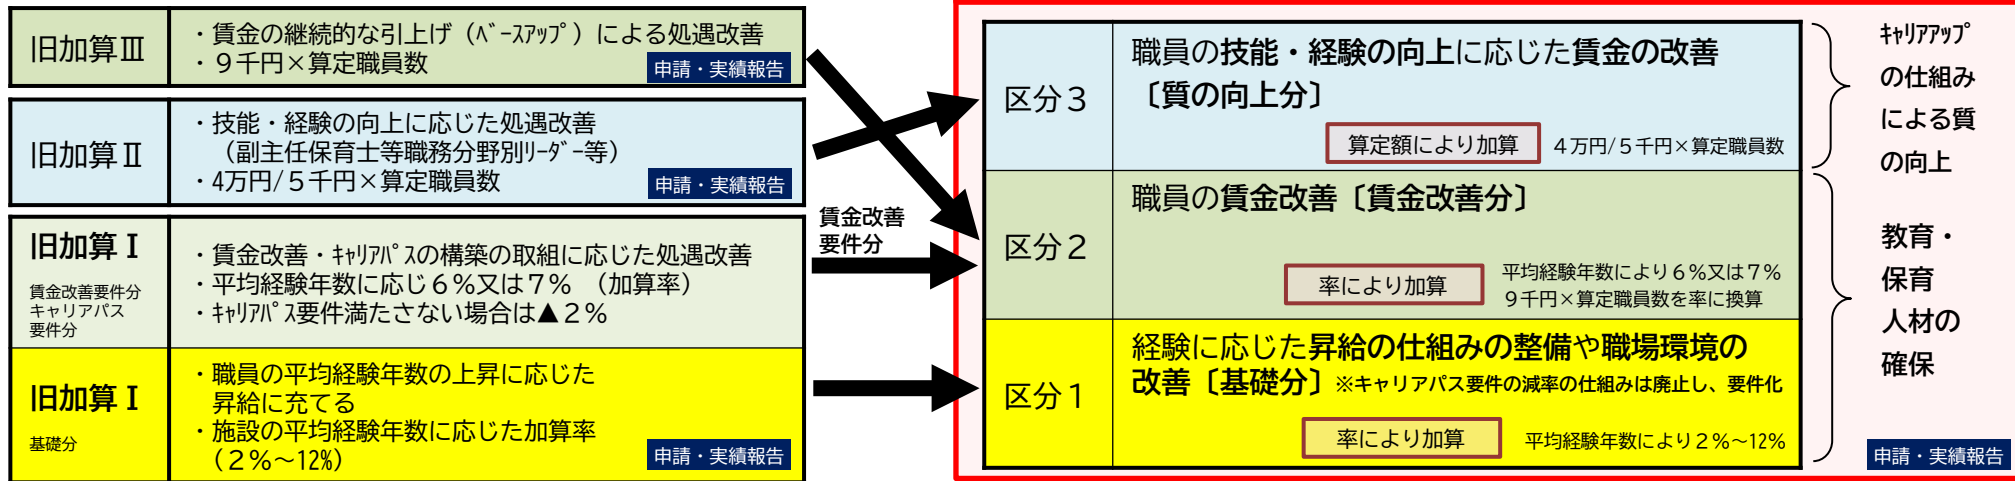 旧加算Ⅲ
・賃金の継続的な引上げ（ﾍﾞｰｽｱｯﾌﾟ）による処遇改善
・９千円×算定職員数
申請・実績報告
旧加算Ⅱ
・技能・経験の向上に応じた処遇改善
（副主任保育士等職務分野別ﾘｰﾀﾞｰ等）
・4万円/５千円×算定職員数
申請・実績報告
旧加算Ⅰ
賃金改善要件分
キャリアパス
要件分
・賃金改善・ｷｬﾘｱﾊﾟｽの構築の取組に応じた処遇改善
・平均経験年数に応じ６％又は７％　（加算率）
・ｷｬﾘｱﾊﾟｽ要件満たさない場合は▲２％
旧加算Ⅰ
基礎分
・職員の平均経験年数の上昇に応じた
昇給に充てる
・施設の平均経験年数に応じた加算率
（２％～12％）
申請・実績報告
賃金改善
要件分
区分３
職員の技能・経験の向上に応じた賃金の改善
〔質の向上分〕
算定額により加算
４万円/５千円×算定職員数
区分２
職員の賃金改善〔賃金改善分〕
率により加算
平均経験年数により６％又は７％
９千円×算定職員数を率に換算
区分１
経験に応じた昇給の仕組みの整備や職場環境の
改善〔基礎分〕※キャリアパス要件の減率の仕組みは廃止し、要件化
率により加算
平均経験年数により２％～12％
ｷｬﾘｱｱｯﾌﾟ
の仕組み
による質
の向上
教育・
保育
人材の
確保
申請・実績報告